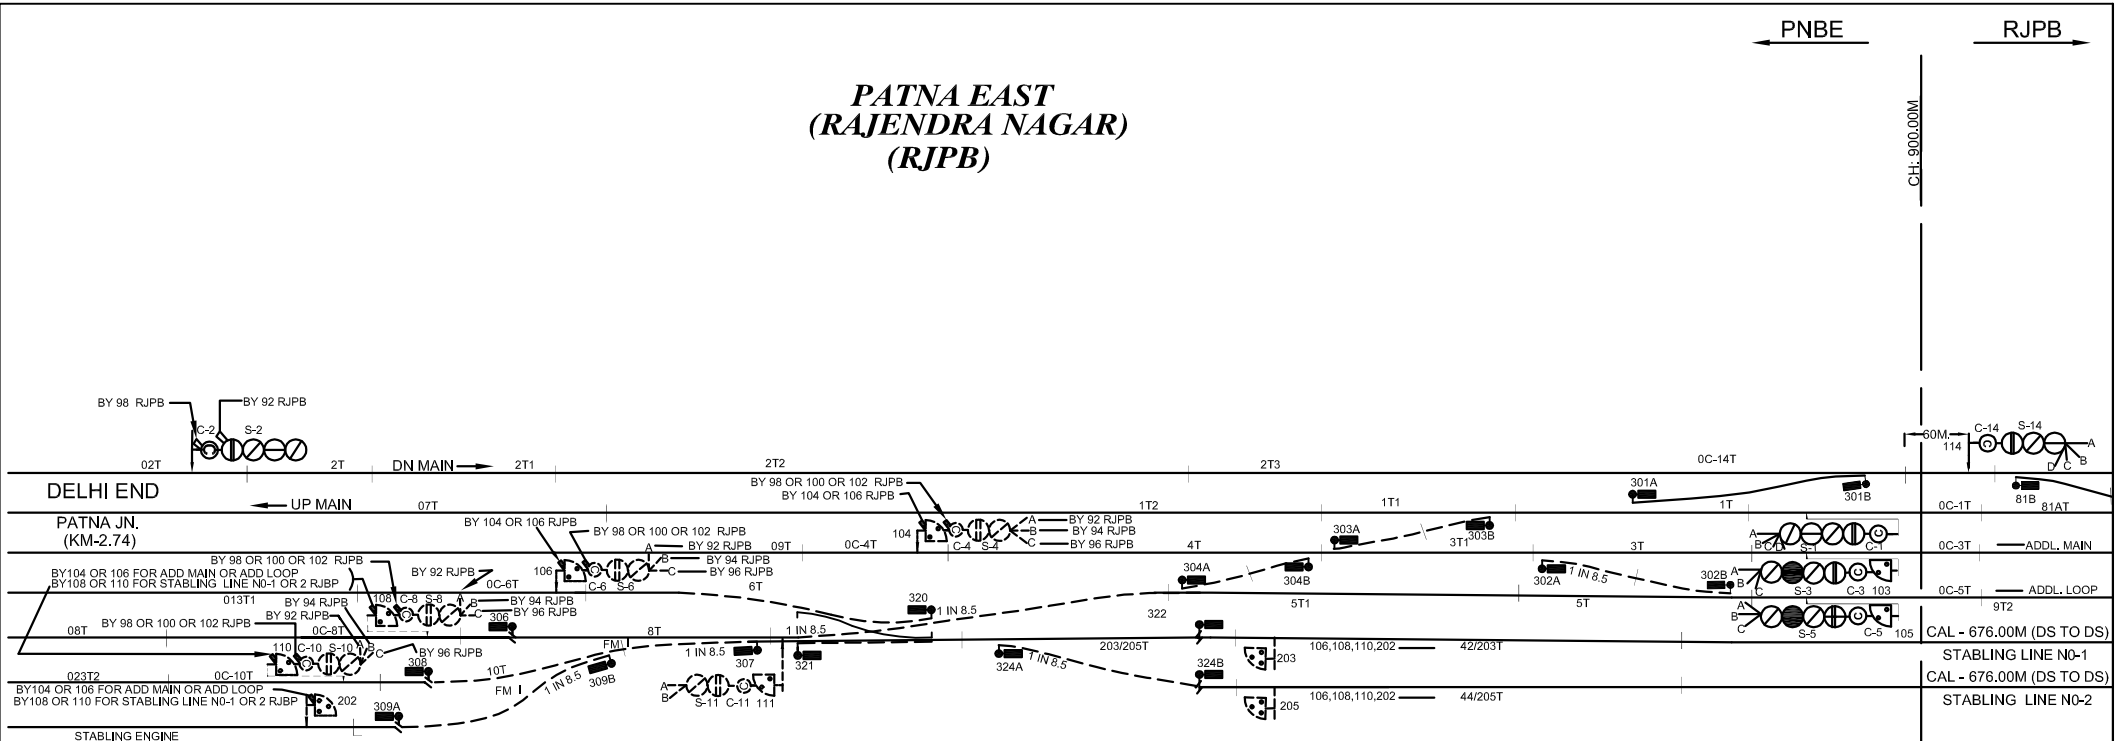 PNBE
RJPB
PATNA EAST
(RAJENDRA NAGAR)
(RJPB)
CH: 900.00M
BY 98 RJPB
BY 92 RJPB
C-2
S-2
60M.
114
C-14
S-14
A
B
C
D
02T
2T
DN MAIN
2T1
2T2
2T3
0C-14T
DELHI END
UP MAIN
07T
BY 98 OR 100 OR 102 RJPB
BY 104 OR 106 RJPB
1T2
1T1
301A
1T
301B
0C-1T
81B
81AT
PATNA JN.
(KM-2.74)
BY 104 OR 106 RJPB
BY 98 OR 100 OR 102 RJPB
104
C-4
S-4
A
B
C
BY 92 RJPB
BY 94 RJPB
BY 96 RJPB
303A
303B
3T1
A
B
C
D
S-1
C-1
BY 98 OR 100 OR 102 RJPB
A
BY 92 RJPB
09T
0C-4T
4T
3T
0C-3T
ADDL. MAIN
BY104 OR 106 FOR ADD MAIN OR ADD LOOP
BY108 OR 110 FOR STABLING LINE N0-1 OR 2 RJBP
BY 92 RJPB
0C-6T
106
C-6
S-6
B
C
BY 94 RJPB
BY 96 RJPB
6T
304A
304B
302A
1 IN 8.5
302B
A
B
C
S-3
C-3
103
0C-5T
ADDL. LOOP
013T1
BY 94 RJPB
BY 92 RJPB
108
C-8
S-8
A
B
C
BY 94 RJPB
BY 96 RJPB
320
1 IN 8.5
322
5T1
5T
A
B
C
S-5
C-5
105
9T2
BY 98 OR 100 OR 102 RJPB
306
08T
0C-8T
8T
1 IN 8.5
CAL - 676.00M (DS TO DS)
110
C-10
S-10
A
B
C
BY 96 RJPB
308
10T
FM I
1 IN 8.5
307
321
324A
1 IN 8.5
203/205T
324B
203
106,108,110,202
42/203T
STABLING LINE N0-1
023T2
0C-10T
FM I
1 IN 8.5
309B
CAL - 676.00M (DS TO DS)
BY104 OR 106 FOR ADD MAIN OR ADD LOOP
BY108 OR 110 FOR STABLING LINE N0-1 OR 2 RJBP
202
309A
A
B
S-11
C-11
111
205
106,108,110,202
44/205T
STABLING LINE N0-2
STABLING ENGINE